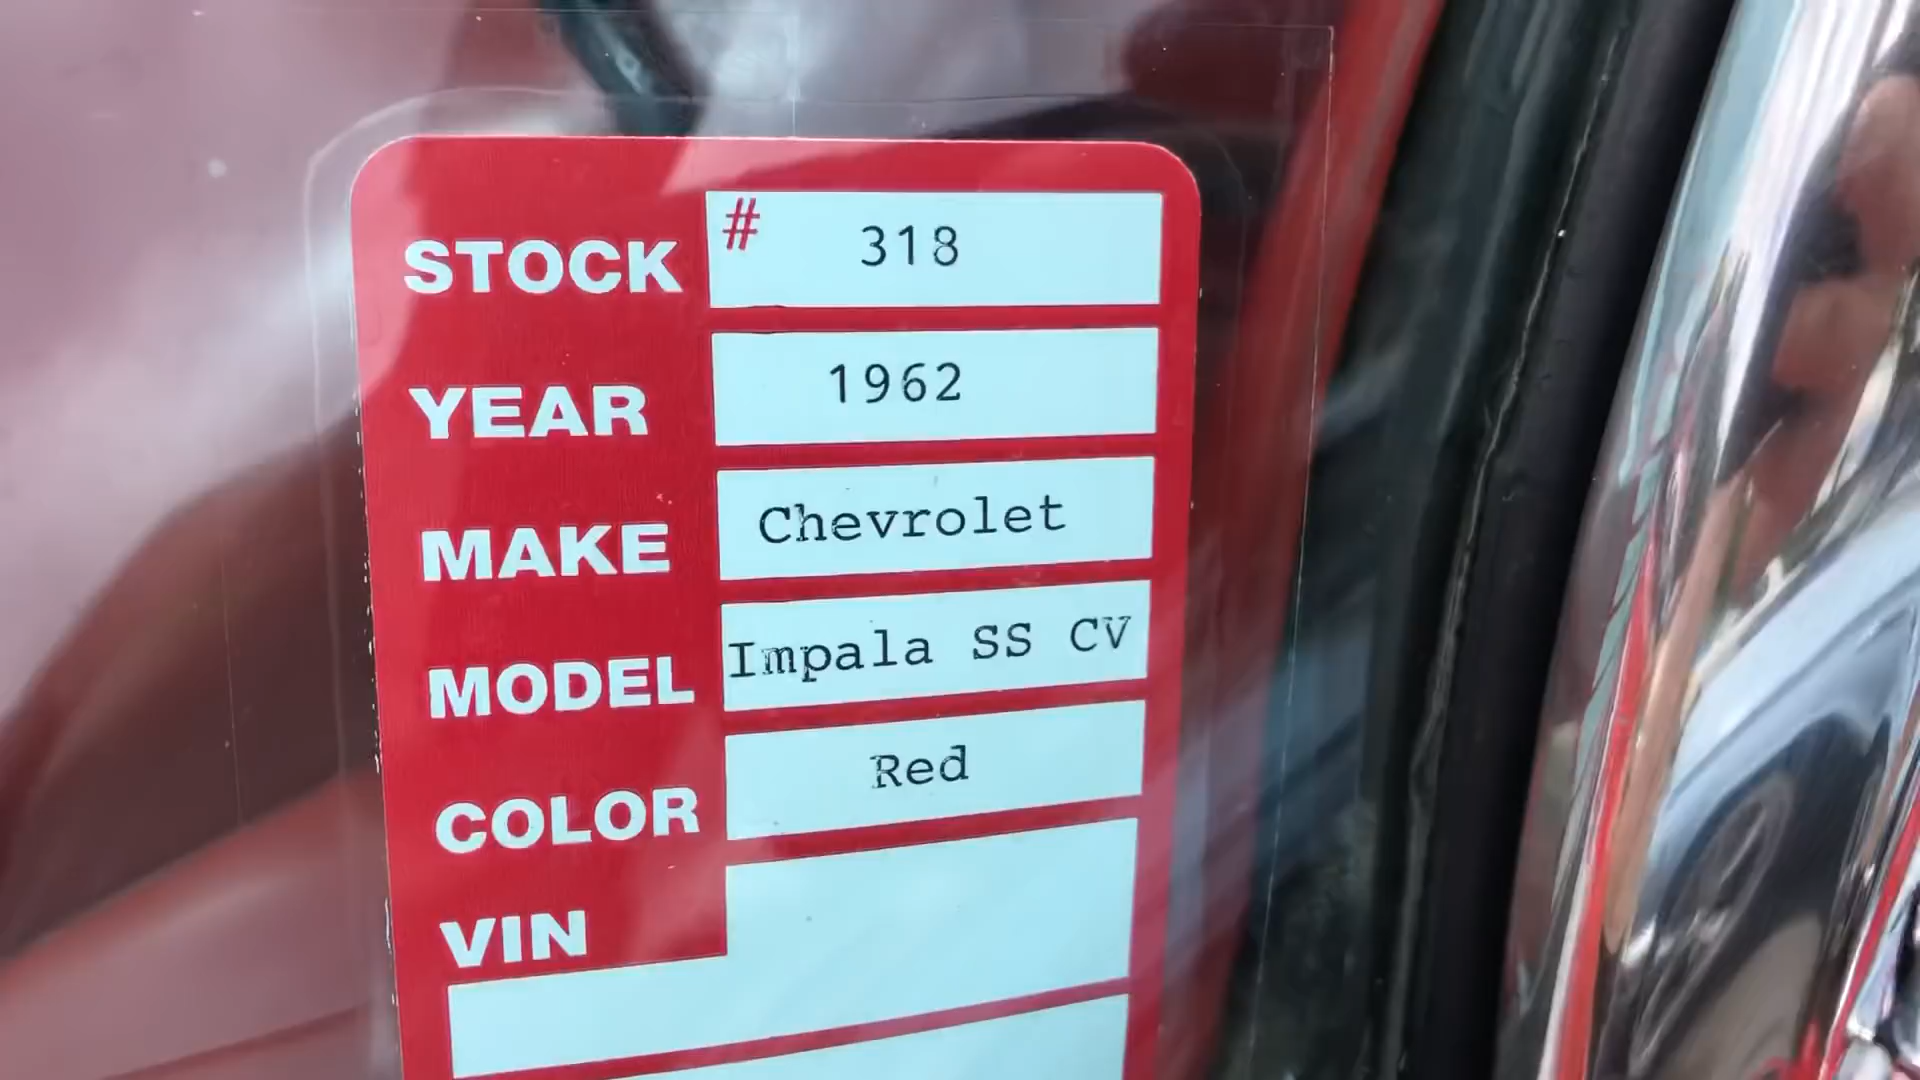 STOCK # 318
YEAR 1962
MAKE Chevrolet
MODEL Impala SS CV
COLOR Red
VIN